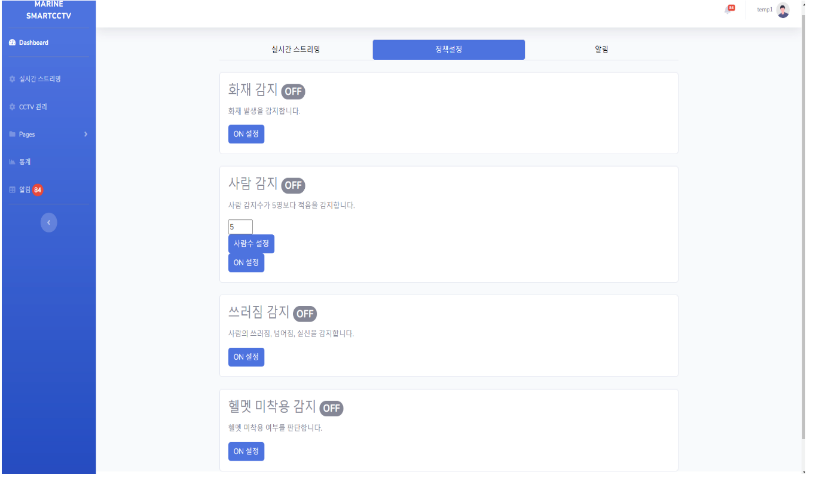 MARINE
SMARTCCTV
84
temp1
Dashboard
실시간 스트리밍
정책설정
알림
실시간 스트리밍
CCTV 관리
Pages
통계
알림 84
화재 감지 OFF
화재 발생을 감지합니다.
ON 설정
사람 감지 OFF
사람 감지수가 5명보다 적음을 감지합니다.
5
사람수 설정
ON 설정
쓰러짐 감지 OFF
사람의 쓰러짐, 넘어짐, 실신을 감지합니다.
ON 설정
헬멧 미착용 감지 OFF
헬멧 미착용 여부를 판단합니다.
ON 설정